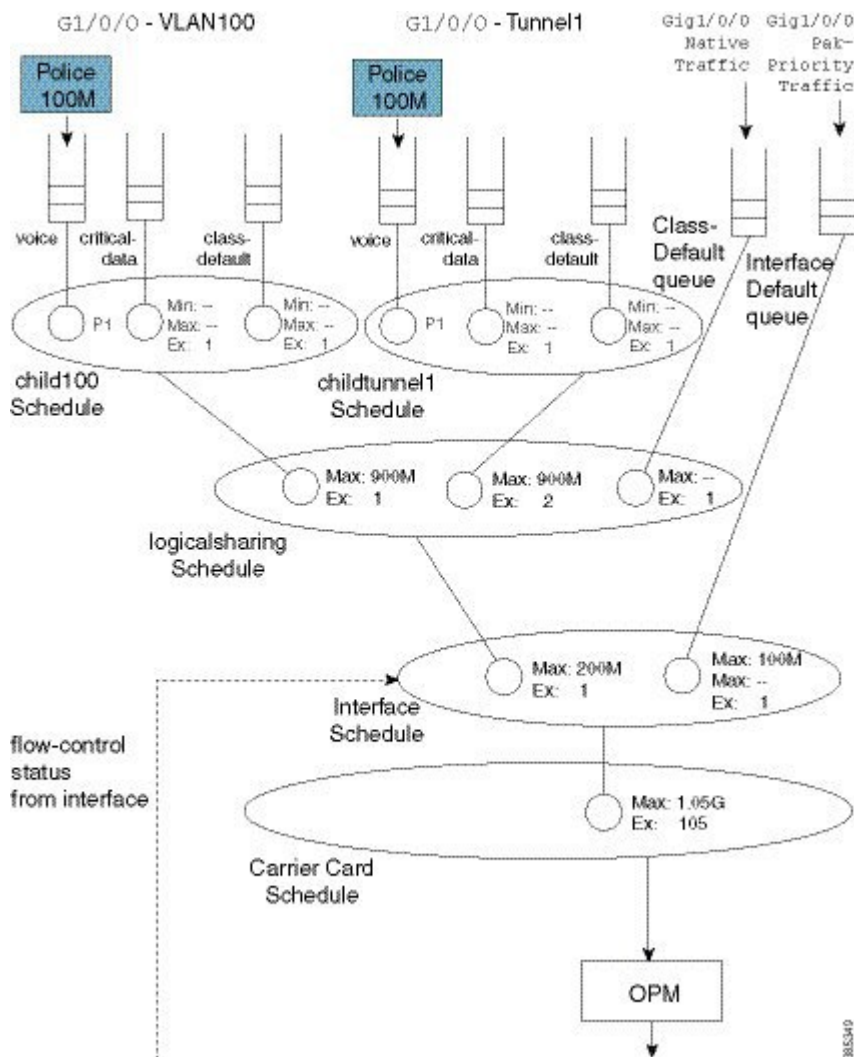 G1/0/0 - VLAN100
G1/0/0 - Tunnel1
Gig1/0/0
Native
Traffic
Gig1/0/0
Pak-
Priority
Traffic
Police
100M
Police
100M
voice
critical-
data
class-
default
voice
critical-
data
class-
default
Class-
Default
queue
Interface
Default
queue
P1
Min: --
Max: --
Ex: 1
Min: --
Max: --
Ex: 1
P1
Min: --
Max: --
Ex: 1
Min: --
Max: --
Ex: 1
child100
Schedule
childtunnel1
Schedule
Max: 900M
Ex: 1
Max: 900M
Ex: 2
Max: --
Ex: 1
logicalsharing
Schedule
Max: 200M
Ex: 1
Max: 100M
Max: --
Ex: 1
Interface
Schedule
flow-control
status
from interface
Max: 1.05G
Ex: 105
Carrier Card
Schedule
OPM